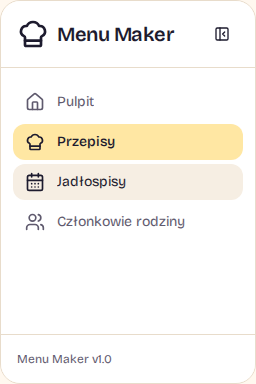 Menu Maker
Pulpit
Przepisy
Jadłospisy
Członkowie rodziny
Menu Maker v1.0